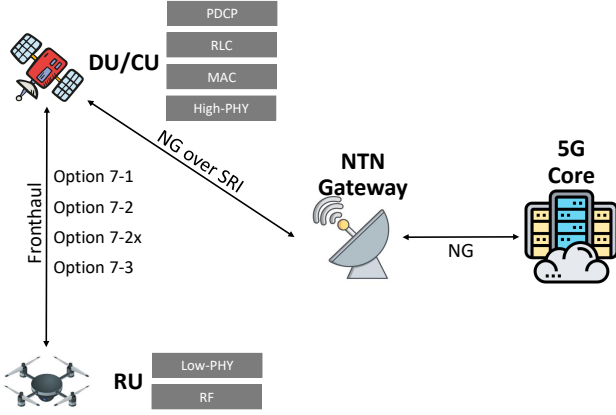 PDCP
RLC
MAC
High-PHY
DU/CU
NG over SRI
NTN
Gateway
5G
Core
NG
Fronthaul
Option 7-1
Option 7-2
Option 7-2x
Option 7-3
RU
Low-PHY
RF